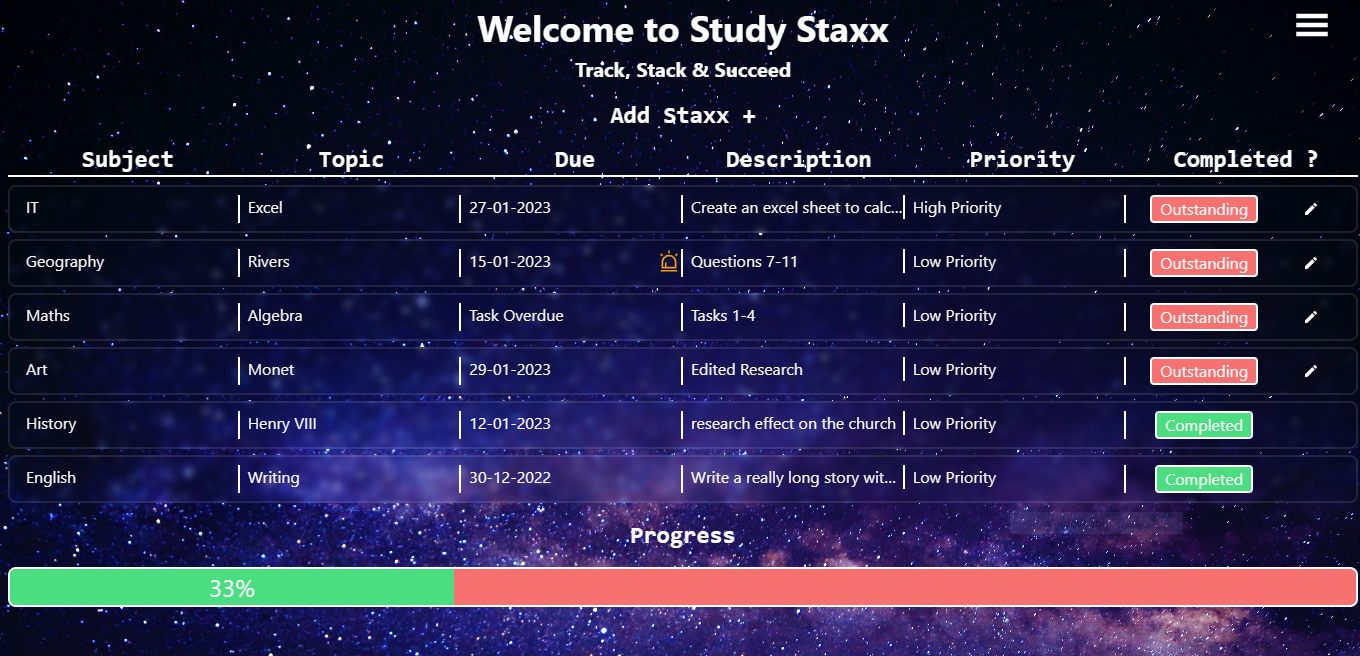 Welcome to Study Staxx
Track, Stack & Succeed
Add Staxx +
Subject Topic Due Description Priority Completed ?
IT Excel 27-01-2023 Create an excel sheet to calc... High Priority Outstanding
Geography Rivers 15-01-2023 Questions 7-11 Low Priority Outstanding
Maths Algebra Task Overdue Tasks 1-4 Low Priority Outstanding
Art Monet 29-01-2023 Edited Research Low Priority Outstanding
History Henry VIII 12-01-2023 research effect on the church Low Priority Completed
English Writing 30-12-2022 Write a really long story wit... Low Priority Completed
Progress
33%